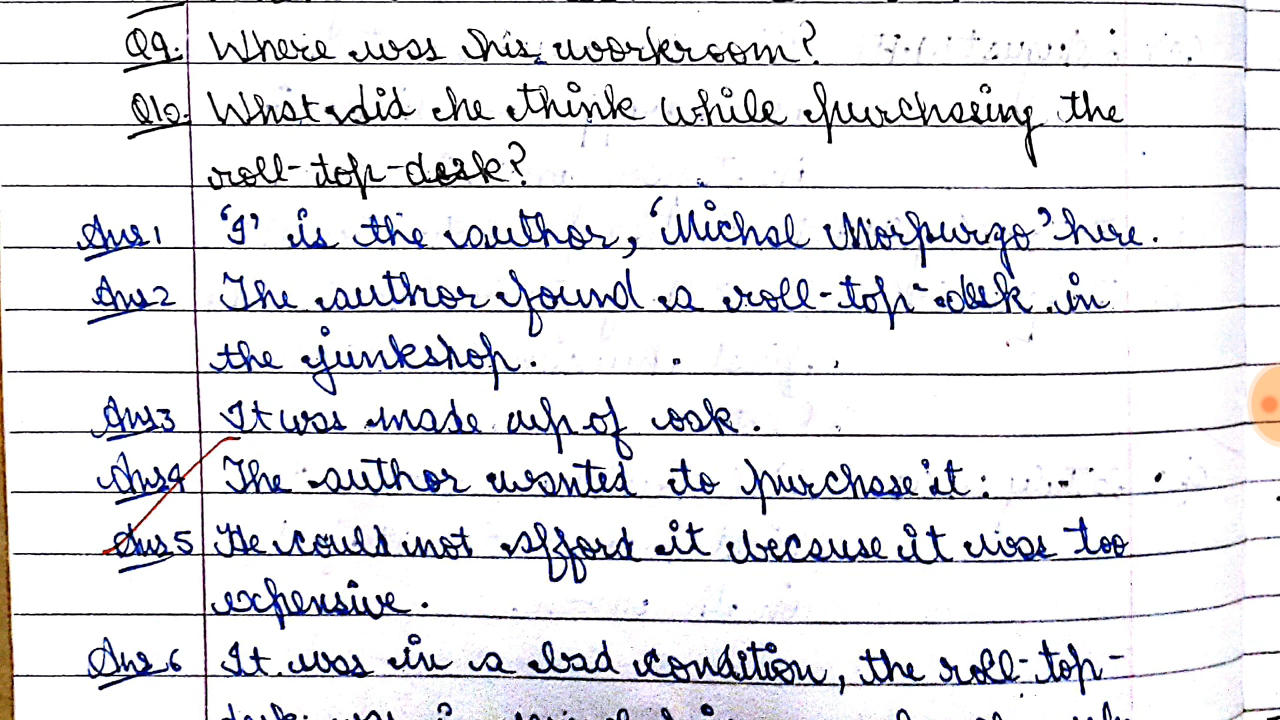 Q9. Where was his workroom?
Q10. What did he think while purchasing the
roll-top-desk?
Ans1 'I' is the author, 'Michal Morpurgo' here.
Ans2 The author found a roll-top-desk in
the junkshop.
Ans3 It was made up of oak.
Ans4 The author wanted to purchase it.
Ans5 He could not afford it because it was too
expensive.
Ans6 It was in a bad condition, the roll-top-